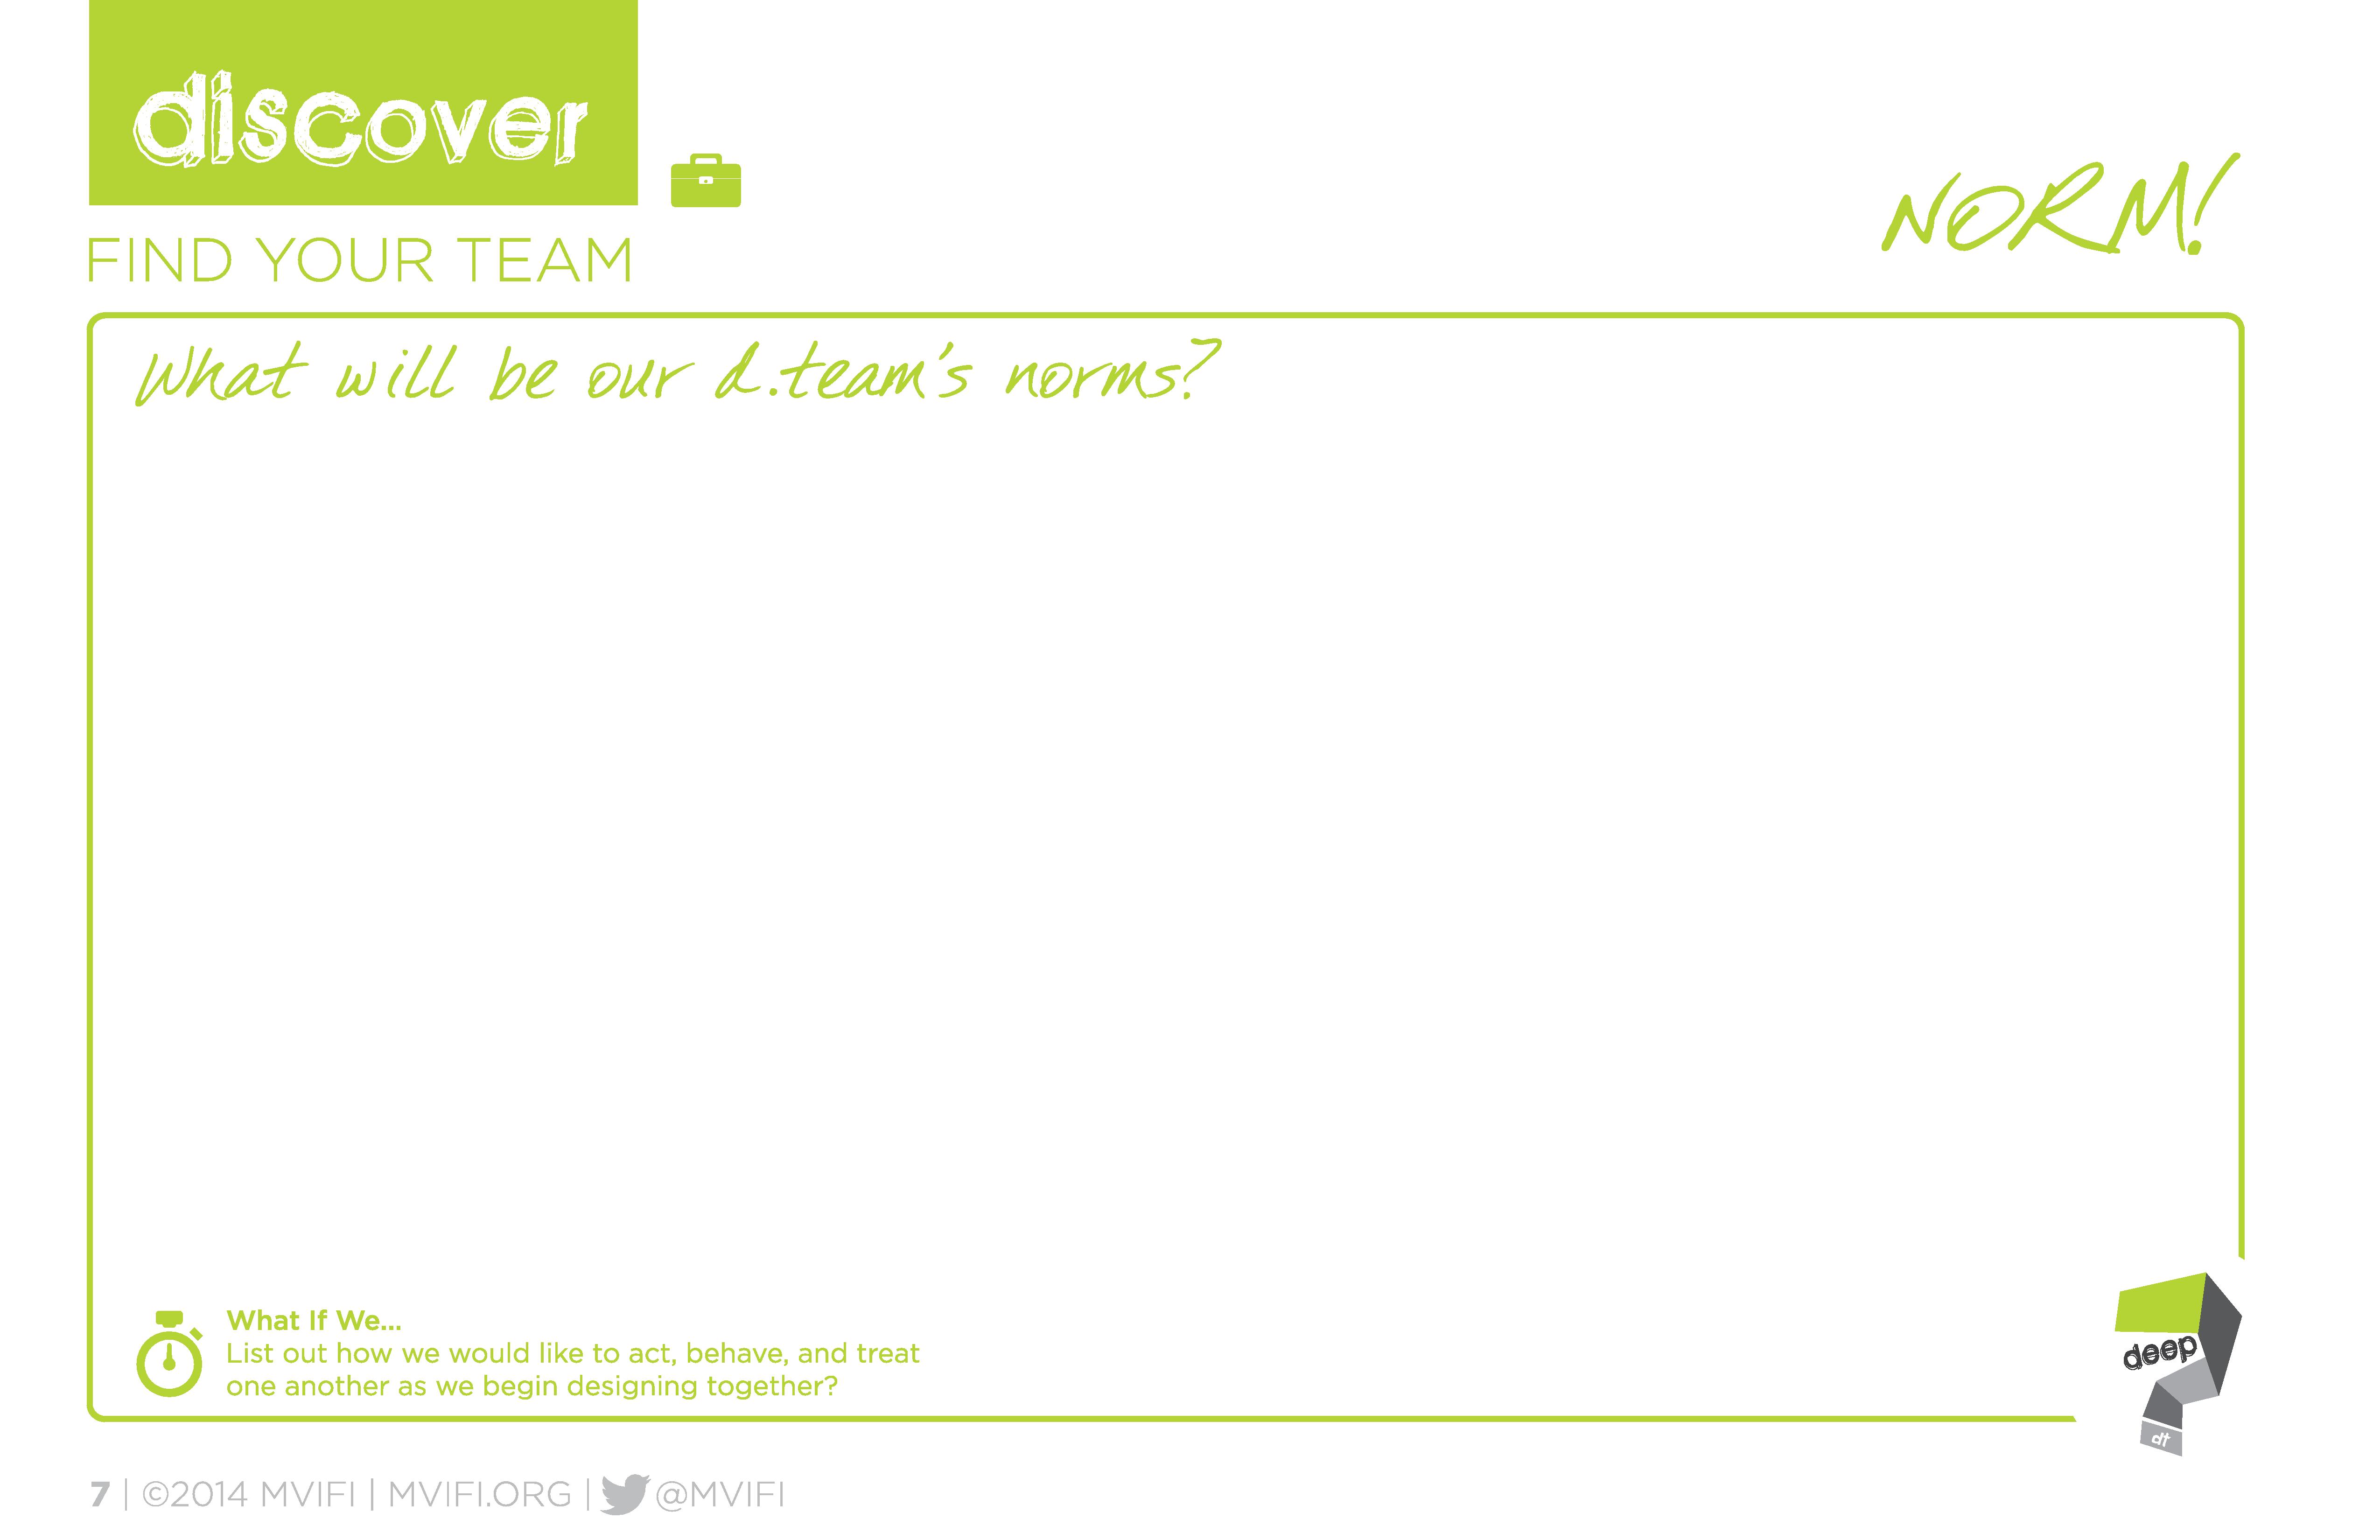 discover
FIND YOUR TEAM
NORM!
What will be our d.team's norms?
What If We...
List out how we would like to act, behave, and treat
one another as we begin designing together?
deep
dt
7 | ©2014 MVIFI | MVIFI.ORG | @MVIFI